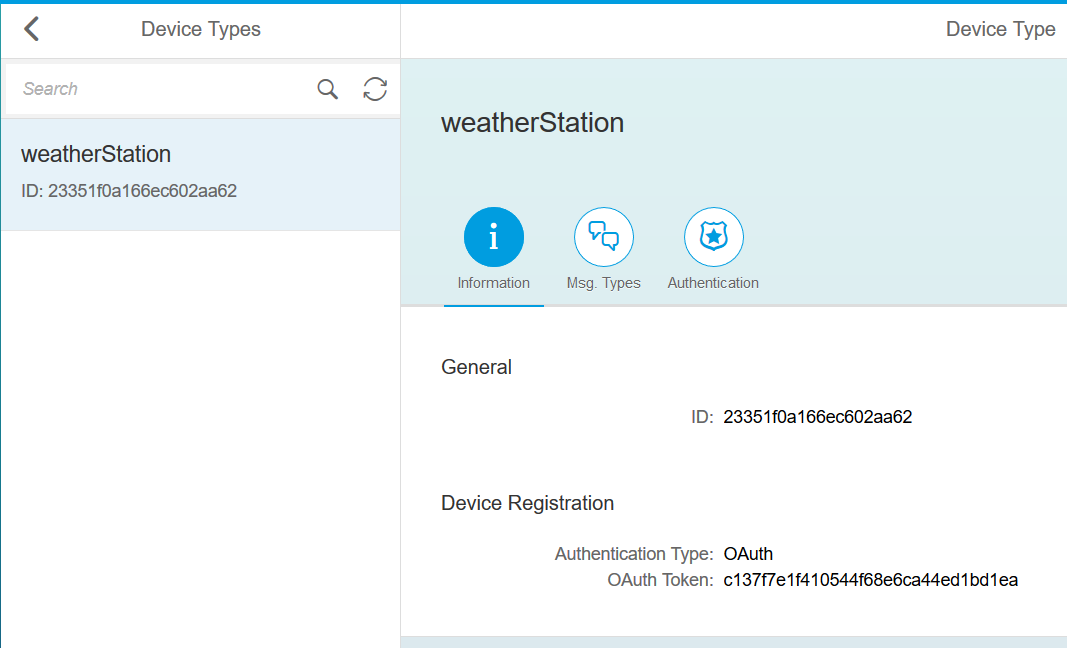 Device Types
Device Type
Search
weatherStation
ID: 23351f0a166ec602aa62
weatherStation
i
Information
Msg. Types
Authentication
General
ID: 23351f0a166ec602aa62
Device Registration
Authentication Type: OAuth
OAuth Token: c137f7e1f410544f68e6ca44ed1bd1ea